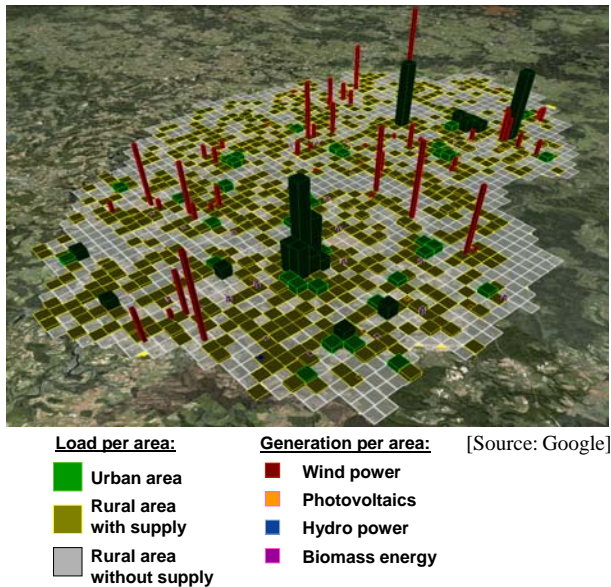 Load per area:
Urban area
Rural area
with supply
Rural area
without supply
Generation per area:
Wind power
Photovoltaics
Hydro power
Biomass energy
[Source: Google]